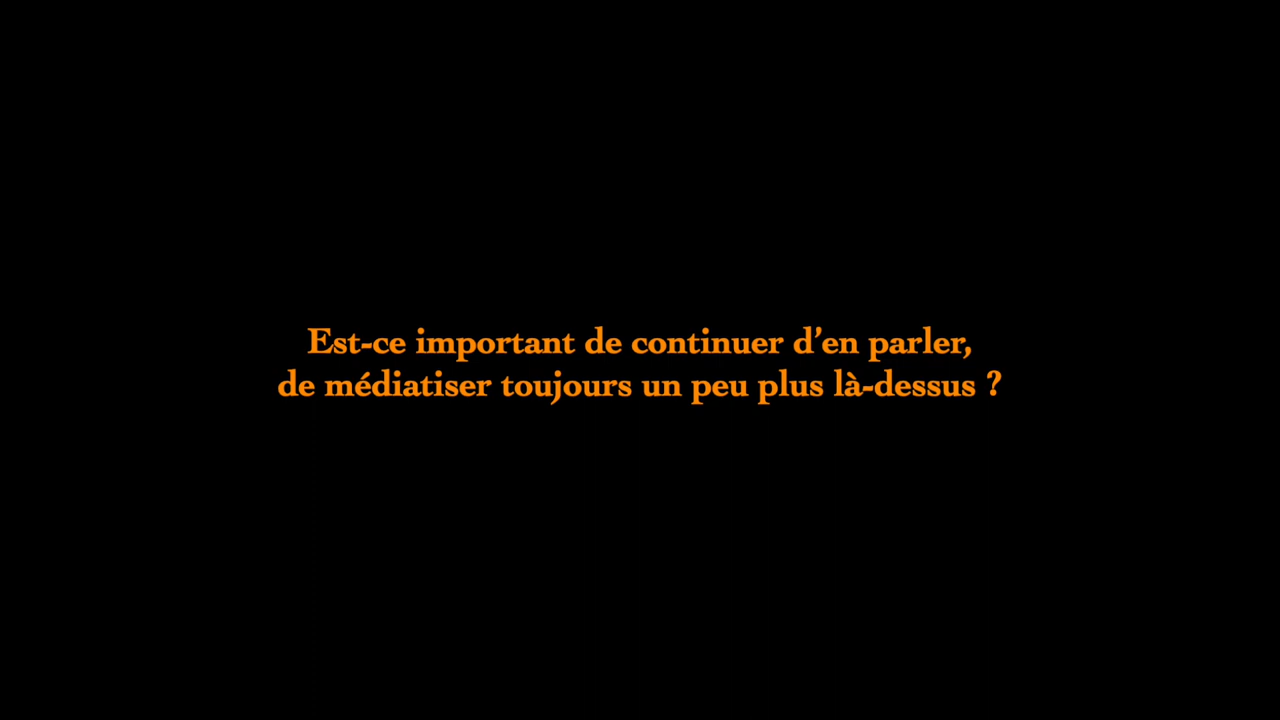 Est-ce important de continuer d’en parler,
de médiatiser toujours un peu plus là-dessus ?